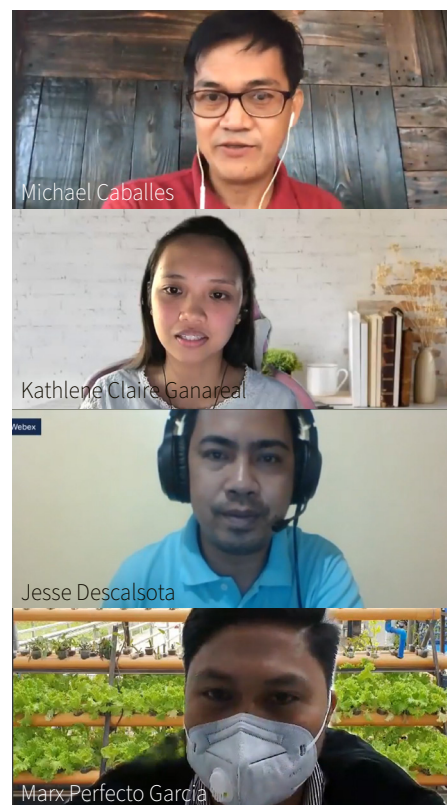 Michael Caballes
Kathlene Claire Ganareal
Webex
Jesse Descalsota
Marx Perfecto Garcia